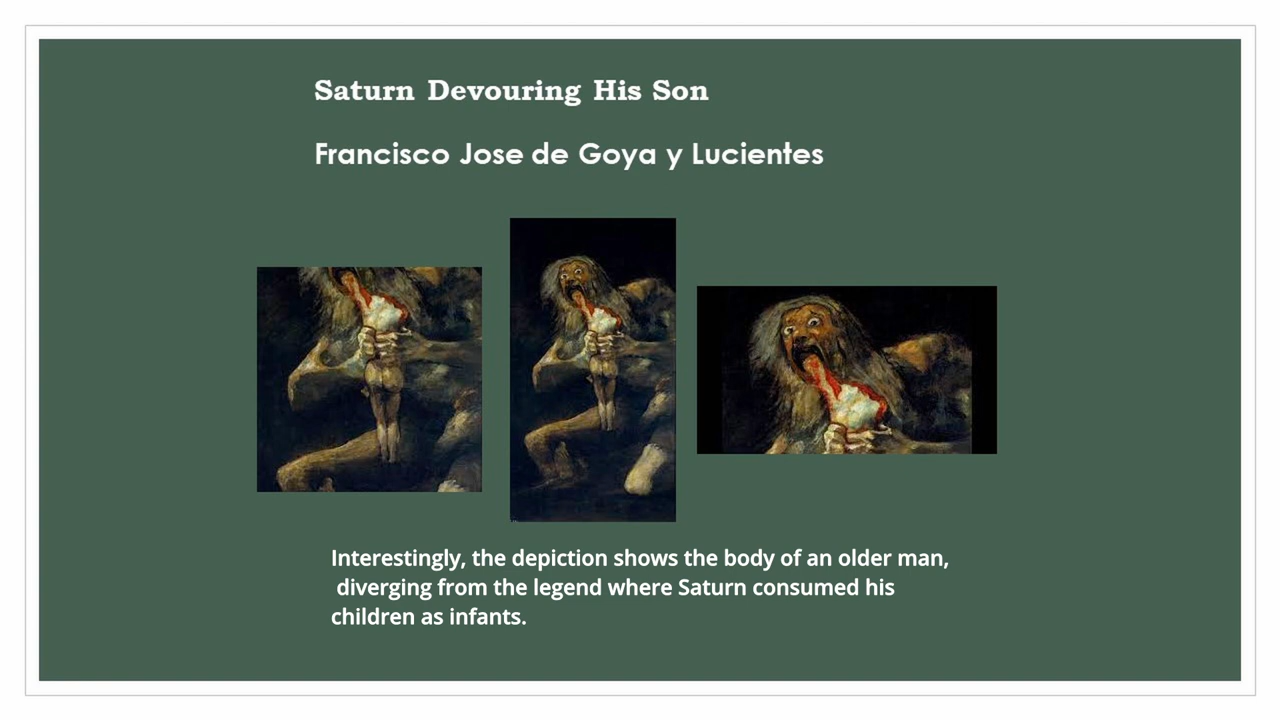 Saturn Devouring His Son
Francisco Jose de Goya y Lucientes
Interestingly, the depiction shows the body of an older man,
diverging from the legend where Saturn consumed his
children as infants.